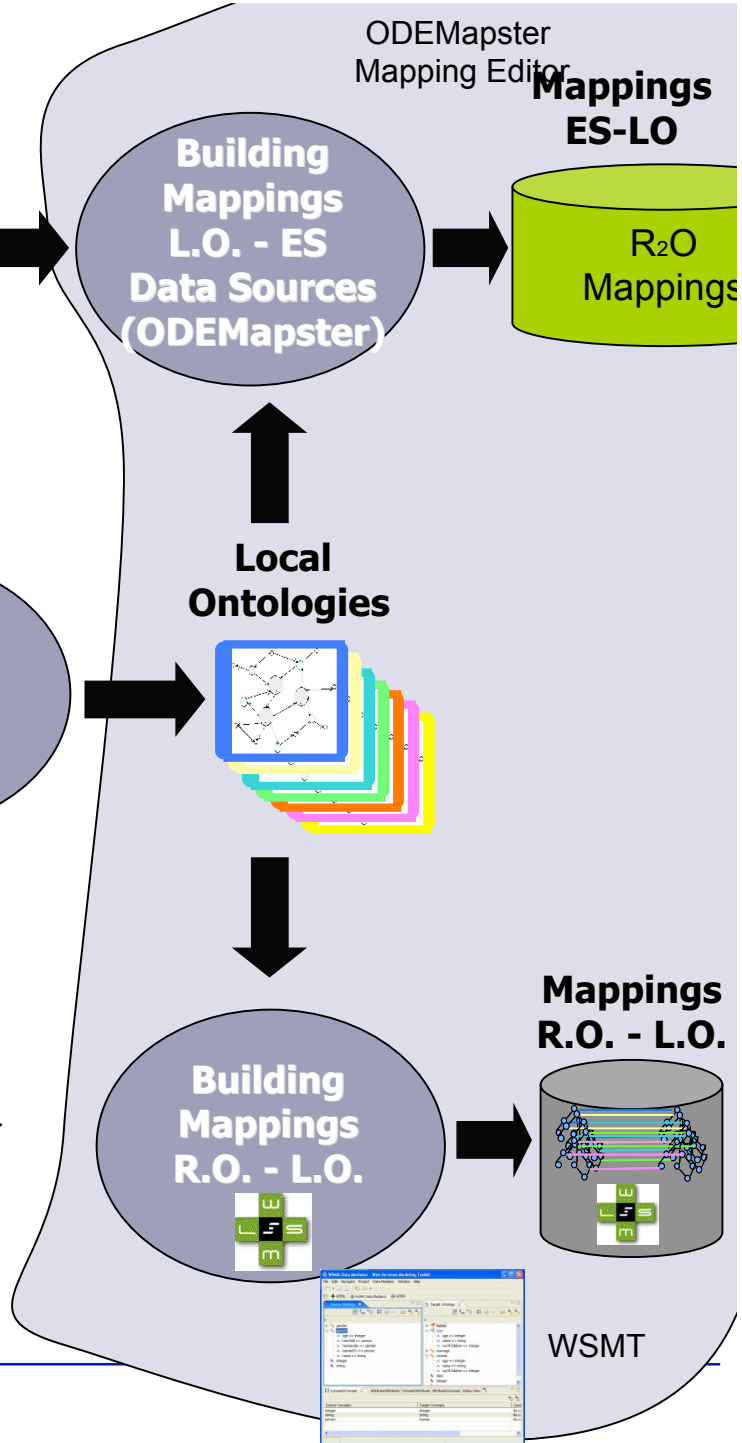 ODEMapster
Mapping Editor
Mappings
ES-LO
Building
Mappings
L.O. - ES
Data Sources
(ODEMapster)
R2O
Mappings
Local
Ontologies
Mappings
R.O. - L.O.
Building
Mappings
R.O. - L.O.
WSMT